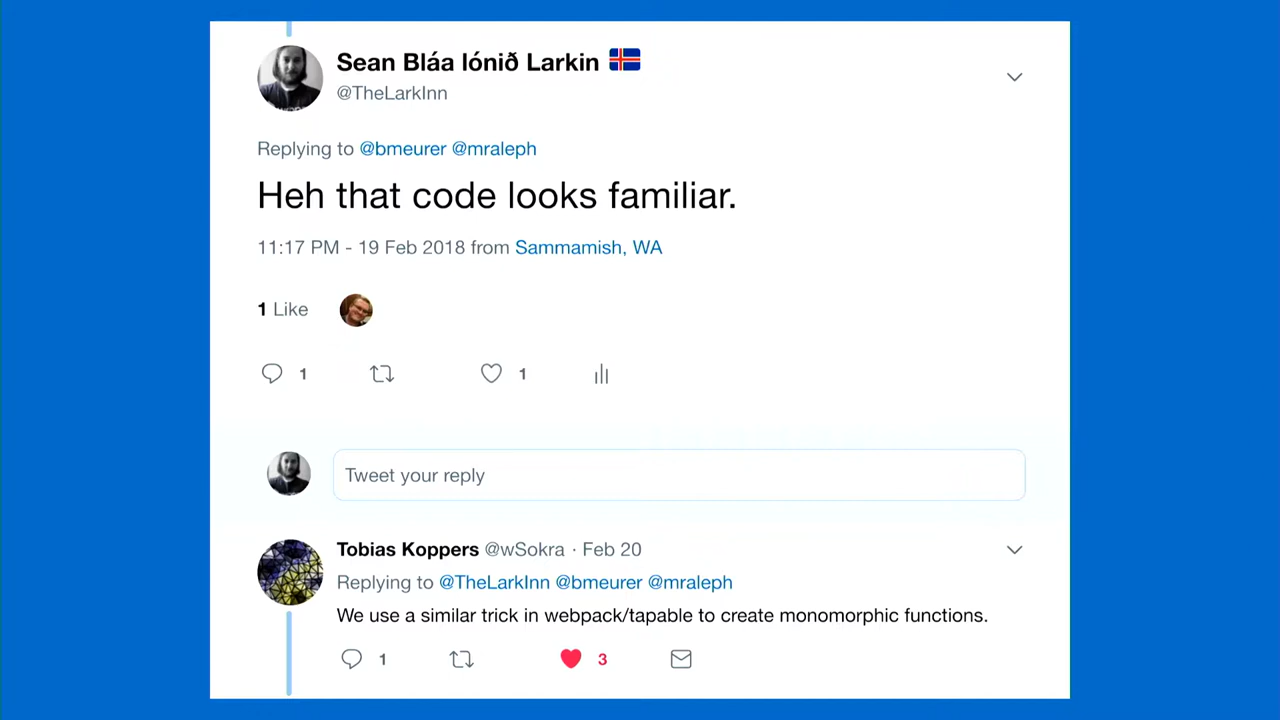 Sean Bláa lónið Larkin
@TheLarkInn
Replying to @bmeurer @mraleph
Heh that code looks familiar.
11:17 PM - 19 Feb 2018 from Sammamish, WA
1 Like
1 1
Tweet your reply
Tobias Koppers @wSokra · Feb 20
Replying to @TheLarkInn @bmeurer @mraleph
We use a similar trick in webpack/tapable to create monomorphic functions.
1 3